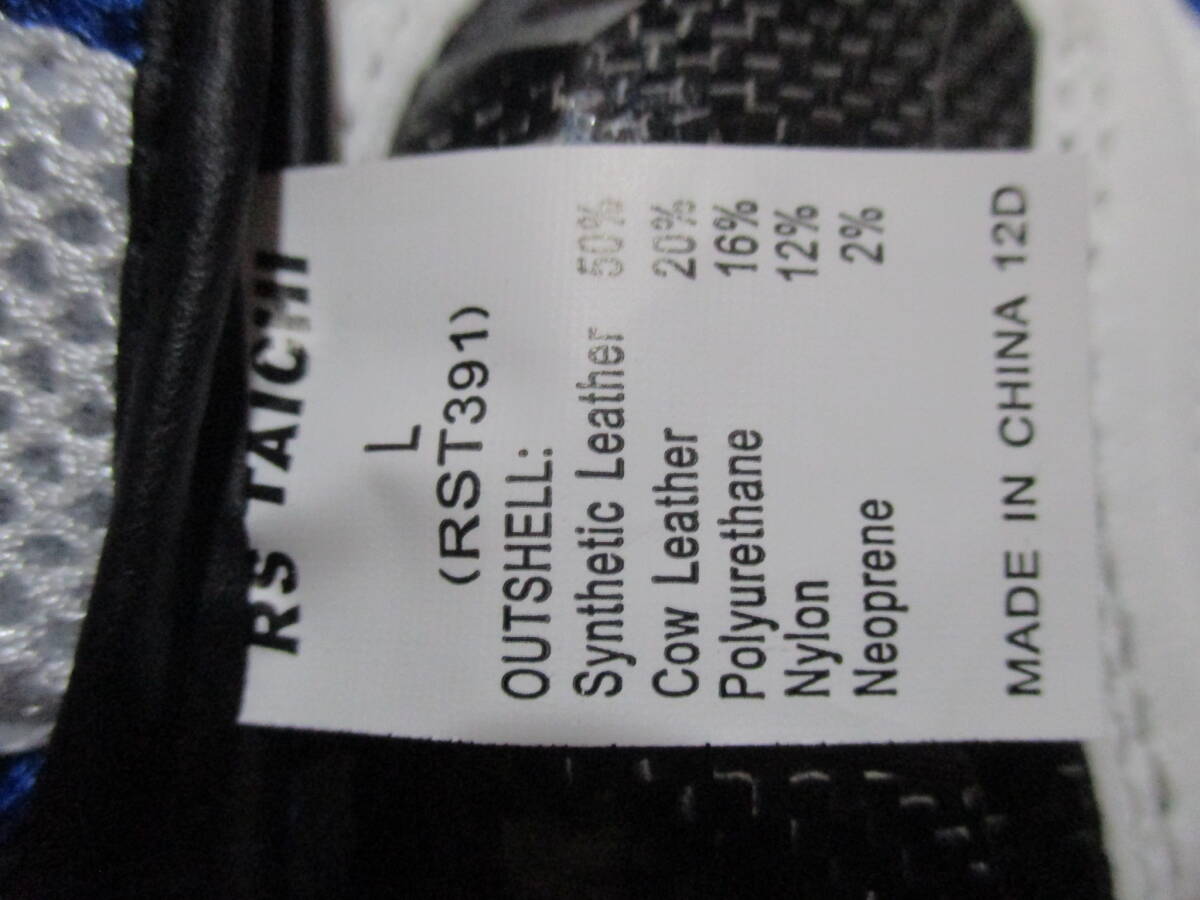 RS TAICHI
L
(RST391)
OUTSHELL:
Synthetic Leather 50%
Cow Leather 20%
Polyurethane 16%
Nylon 12%
Neoprene 2%
MADE IN CHINA 12D